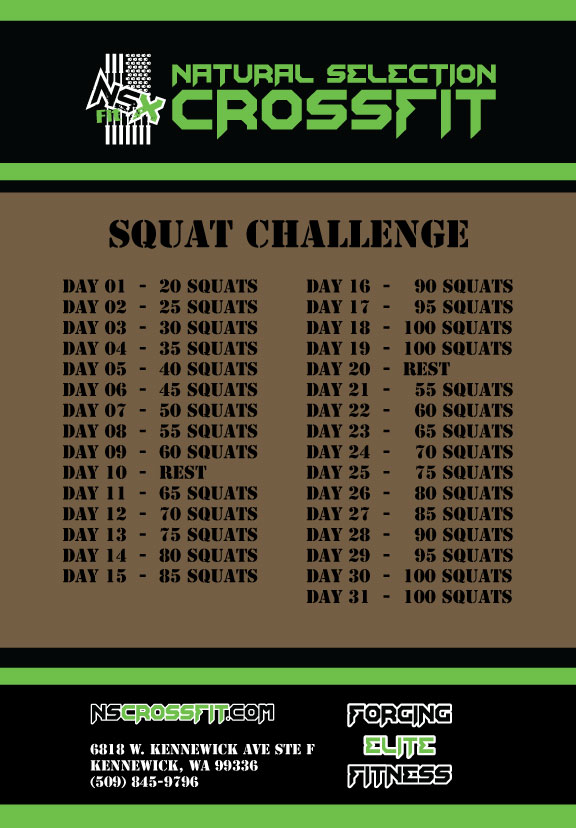 NSX
FIT
NATURAL SELECTION
CROSSFIT
SQUAT CHALLENGE
DAY 01 - 20 SQUATS
DAY 02 - 25 SQUATS
DAY 03 - 30 SQUATS
DAY 04 - 35 SQUATS
DAY 05 - 40 SQUATS
DAY 06 - 45 SQUATS
DAY 07 - 50 SQUATS
DAY 08 - 55 SQUATS
DAY 09 - 60 SQUATS
DAY 10 - REST
DAY 11 - 65 SQUATS
DAY 12 - 70 SQUATS
DAY 13 - 75 SQUATS
DAY 14 - 80 SQUATS
DAY 15 - 85 SQUATS
DAY 16 - 90 SQUATS
DAY 17 - 95 SQUATS
DAY 18 - 100 SQUATS
DAY 19 - 100 SQUATS
DAY 20 - REST
DAY 21 - 55 SQUATS
DAY 22 - 60 SQUATS
DAY 23 - 65 SQUATS
DAY 24 - 70 SQUATS
DAY 25 - 75 SQUATS
DAY 26 - 80 SQUATS
DAY 27 - 85 SQUATS
DAY 28 - 90 SQUATS
DAY 29 - 95 SQUATS
DAY 30 - 100 SQUATS
DAY 31 - 100 SQUATS
NSCROSSFIT.COM
6818 W. KENNEWICK AVE STE F
KENNEWICK, WA 99336
(509) 845-9796
FORGING
ELITE
FITNESS